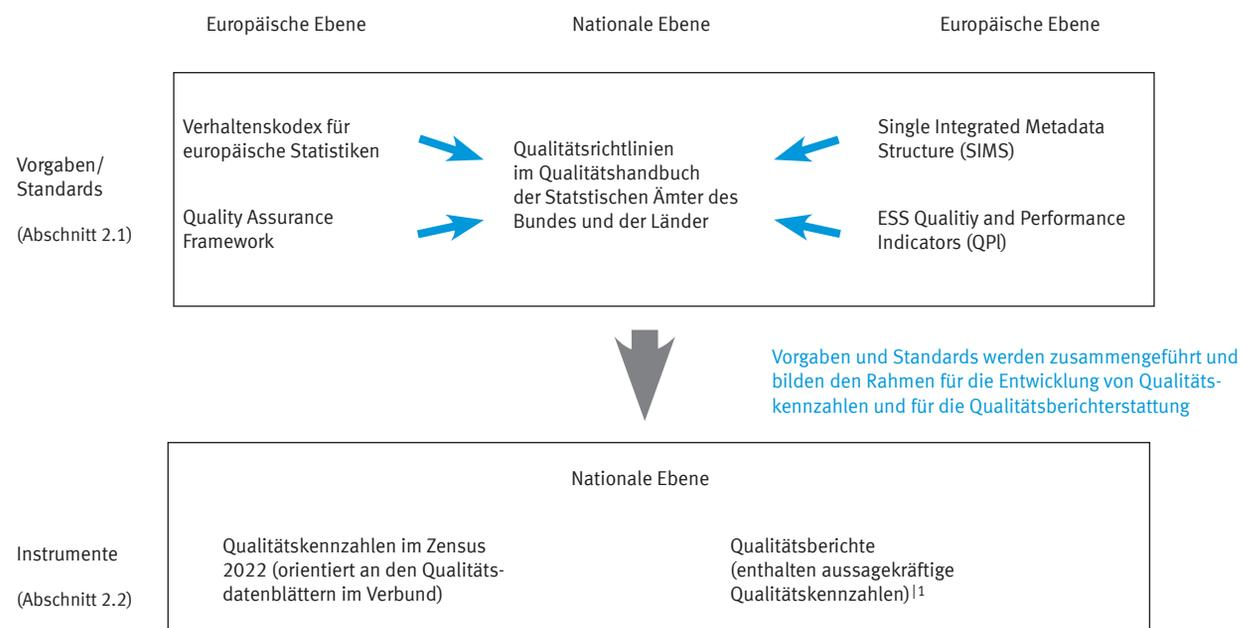 Europäische Ebene
Nationale Ebene
Europäische Ebene
Vorgaben/
Standards
(Abschnitt 2.1)
Verhaltenskodex für
europäische Statistiken
Quality Assurance
Framework
Qualitätsrichtlinien
im Qualitätshandbuch
der Statstischen Ämter des
Bundes und der Länder
Single Integrated Metadata
Structure (SIMS)
ESS Qualitiy and Performance
Indicators (QPI)
Vorgaben und Standards werden zusammengeführt und
bilden den Rahmen für die Entwicklung von Qualitäts-
kennzahlen und für die Qualitätsberichterstattung
Nationale Ebene
Instrumente
(Abschnitt 2.2)
Qualitätskennzahlen im Zensus
2022 (orientiert an den Qualitäts-
datenblättern im Verbund)
Qualitätsberichte
(enthalten aussagekräftige
Qualitätskennzahlen)|1